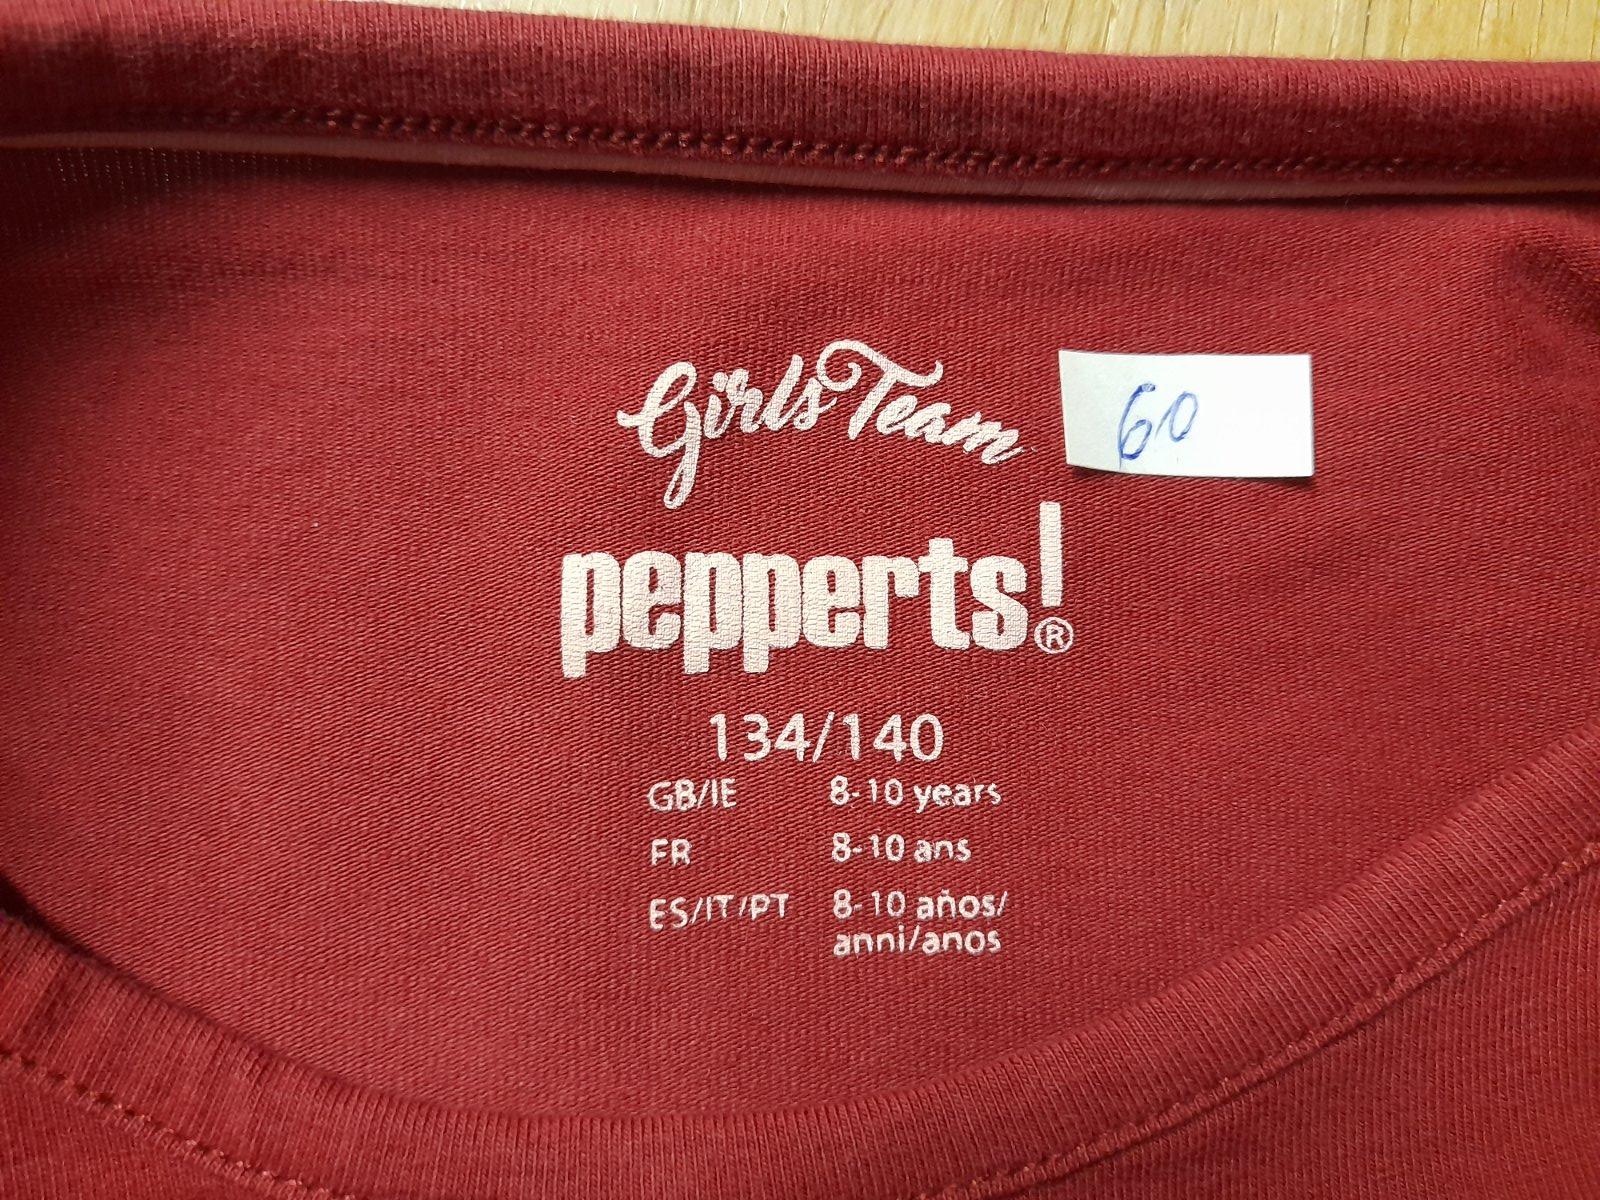 Girls Team
60
pepperts!®
134/140
GB/IE 8-10 years
FR 8-10 ans
ES/IT/PT 8-10 años/
anni/anos